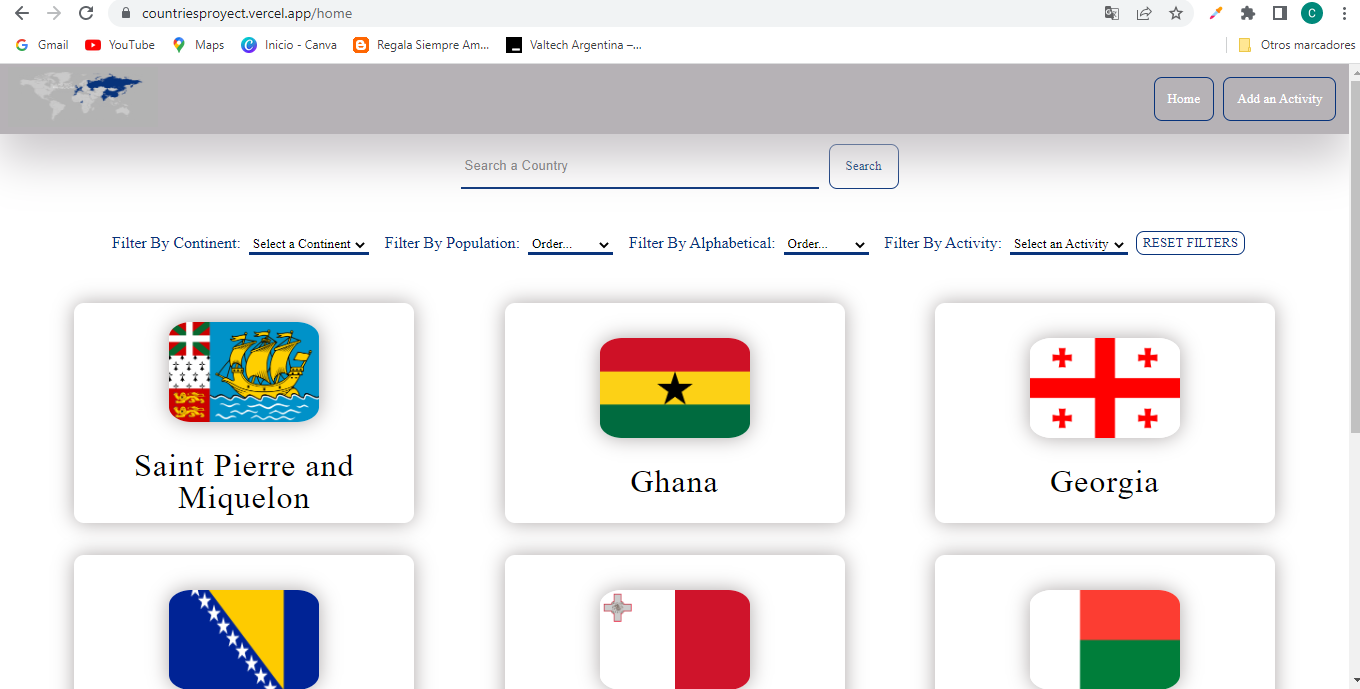 countriesproyect.vercel.app/home
C
Gmail YouTube Maps Inicio - Canva Regala Siempre Am... Valtech Argentina –... Otros marcadores
Home Add an Activity
Search a Country Search
Filter By Continent: Select a Continent Filter By Population: Order... Filter By Alphabetical: Order... Filter By Activity: Select an Activity RESET FILTERS
Saint Pierre and
Miquelon
Ghana
Georgia